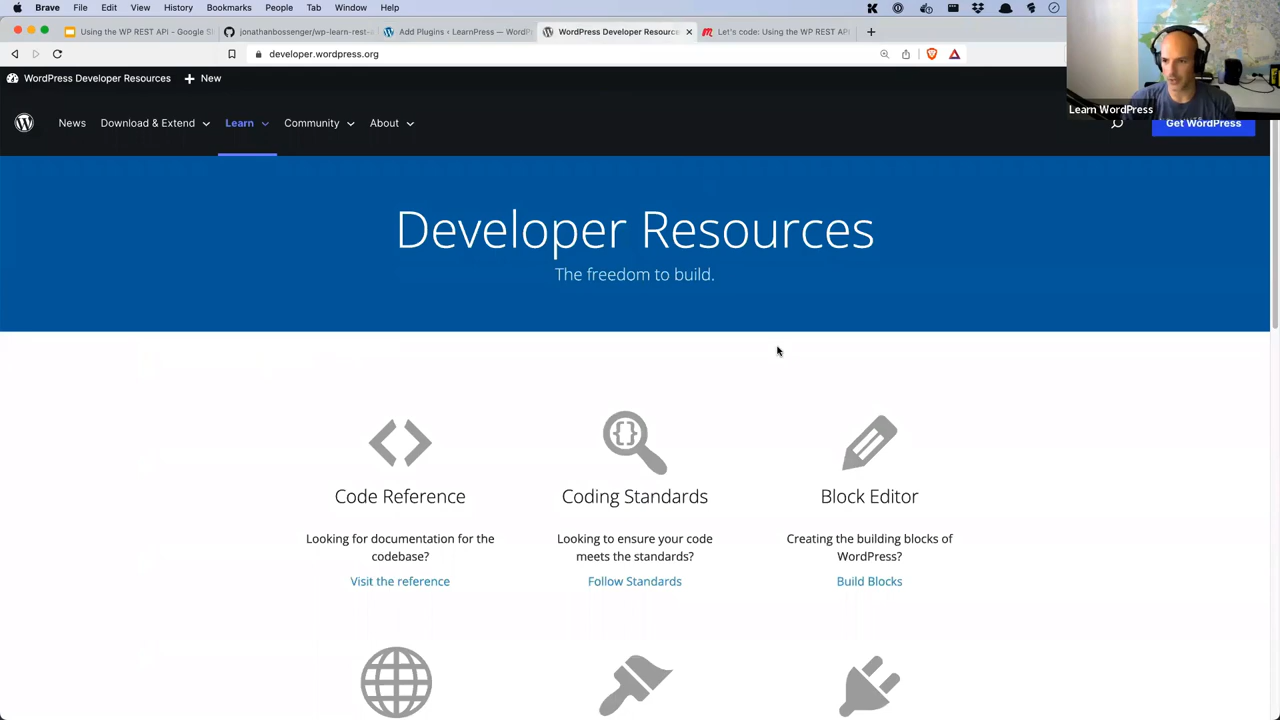 Brave File Edit View History Bookmarks People Tab Window Help
Using the WP REST API - Google Sl
jonathanbossenger/wp-learn-rest-a
Add Plugins ‹ LearnPress — WordPr
WordPress Developer Resource
Let's code: Using the WP REST API
developer.wordpress.org
WordPress Developer Resources
New
News Download & Extend Learn Community About
Get WordPress
Learn WordPress
Developer Resources
The freedom to build.
Code Reference
Looking for documentation for the
codebase?
Visit the reference
Coding Standards
Looking to ensure your code
meets the standards?
Follow Standards
Block Editor
Creating the building blocks of
WordPress?
Build Blocks